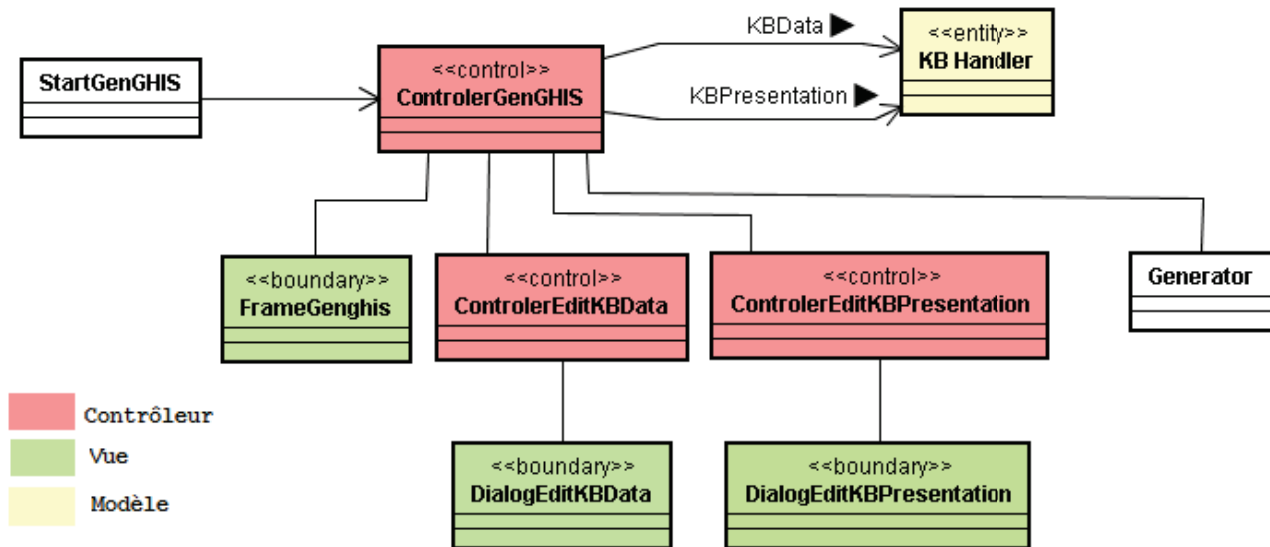 KBData ▶
<<entity>>
KB Handler
<<control>>
ControlerGenGHIS
StartGenGHIS
KBPresentation ▶
<<boundary>>
FrameGenghis
<<control>>
ControlerEditKBData
<<control>>
ControlerEditKBPresentation
Generator
Contrôleur
Vue
Modèle
<<boundary>>
DialogEditKBData
<<boundary>>
DialogEditKBPresentation